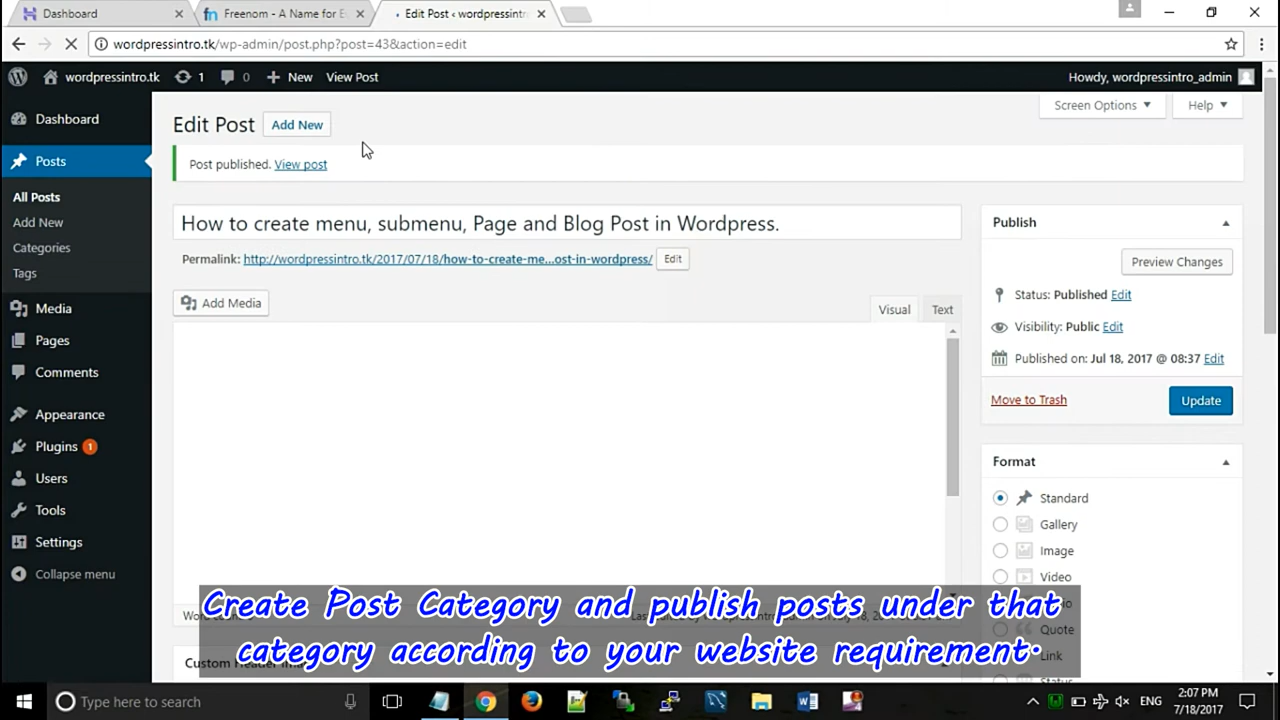 Dashboard
Freenom - A Name for E
Edit Post ‹ wordpressintr
wordpressintro.tk/wp-admin/post.php?post=43&action=edit
wordpressintro.tk
1
0
New
View Post
Howdy, wordpressintro_admin
Dashboard
Posts
All Posts
Add New
Categories
Tags
Media
Pages
Comments
Appearance
Plugins 1
Users
Tools
Settings
Collapse menu
Screen Options
Help
Edit Post
Add New
Post published. View post
How to create menu, submenu, Page and Blog Post in Wordpress.
Permalink: http://wordpressintro.tk/2017/07/18/how-to-create-me...ost-in-wordpress/
Edit
Add Media
Visual
Text
Publish
Preview Changes
Status: Published Edit
Visibility: Public Edit
Published on: Jul 18, 2017 @ 08:37 Edit
Move to Trash
Update
Format
Standard
Gallery
Image
Video
Quote
Link
Create Post Category and publish posts under that
category according to your website requirement.
Type here to search
ENG
2:07 PM
7/18/2017